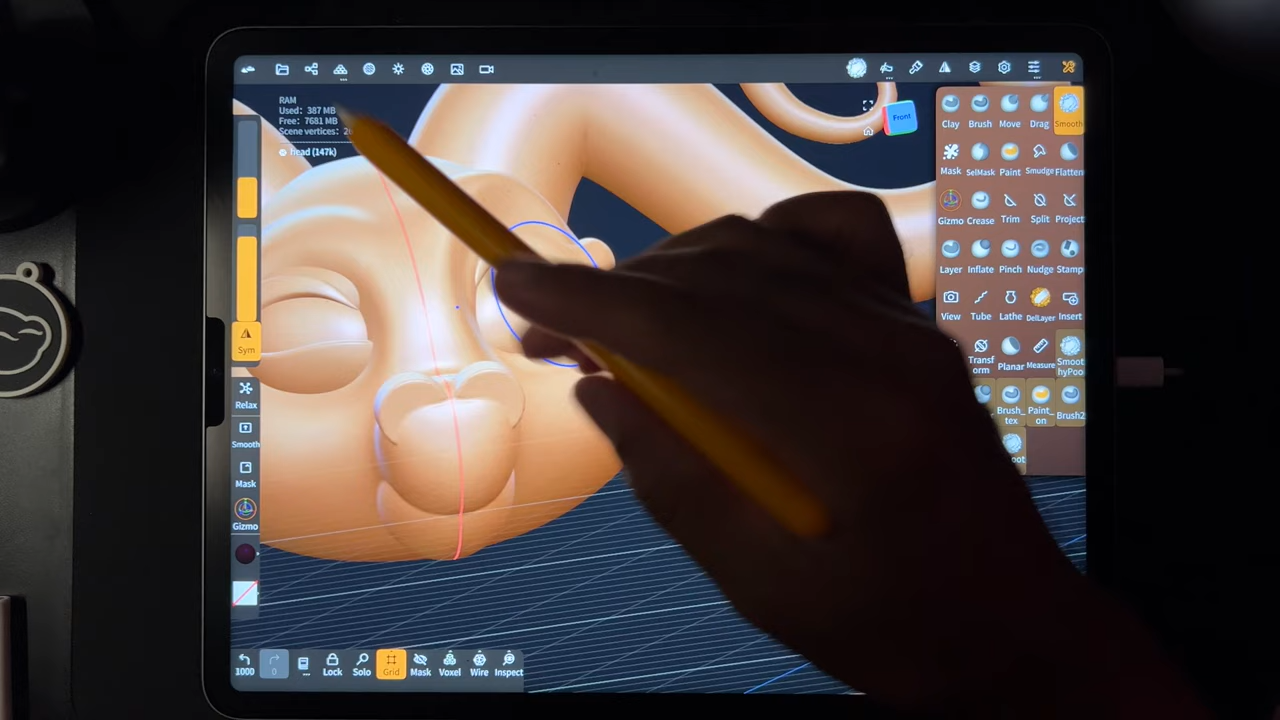 RAM
Used: 387 MB
Free: 7681 MB
Scene vertices:
head (147k)
Front
Clay Brush Move Drag Smooth
Mask SelMask Paint Smudge Flatten
Gizmo Crease Trim Split Project
Layer Inflate Pinch Nudge Stamp
View Tube Lathe DelLayer Insert
Transform Planar Measure SmoothyPoo
Brush_tex Paint_on Brush2
Sym
Relax
Smooth
Mask
Gizmo
1000 0 ... Lock Solo Grid Mask Voxel Wire Inspect